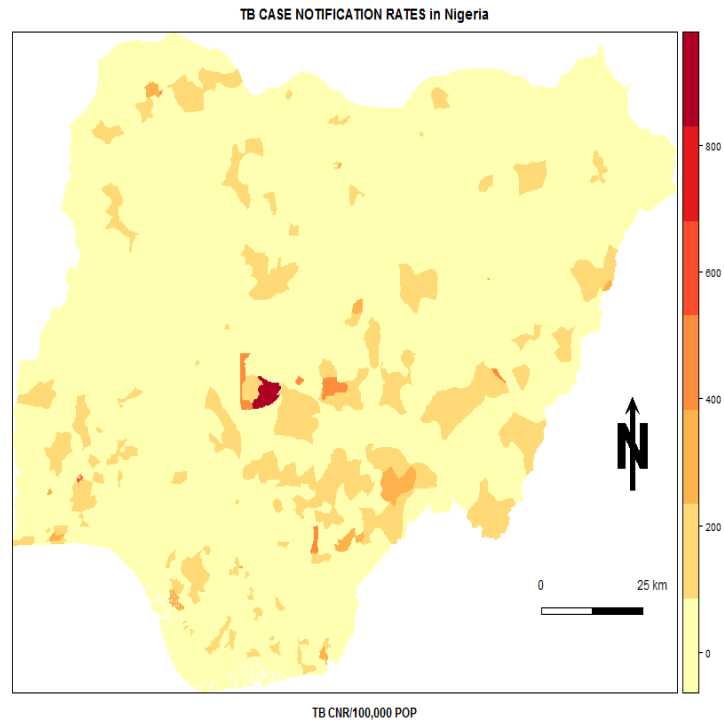 TB CASE NOTIFICATION RATES in Nigeria
800
600
400
N
200
0 25 km
0
TB CNR/100,000 POP